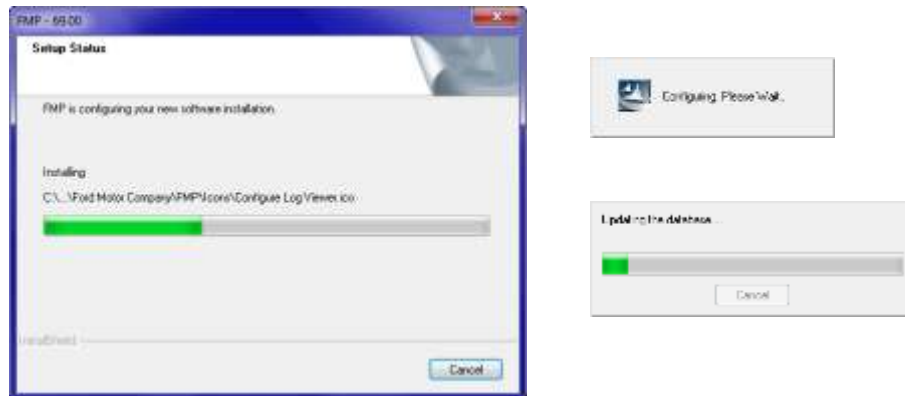 FMP - 69.00
Setup Status
FMP is configuring your new software installation.
Installing
C:\...\Ford Motor Company\FMP\Icons\Configure Log Viewer.ico
InstallShield
Cancel
Configuring. Please Wait...
Updating the database ...
Cancel